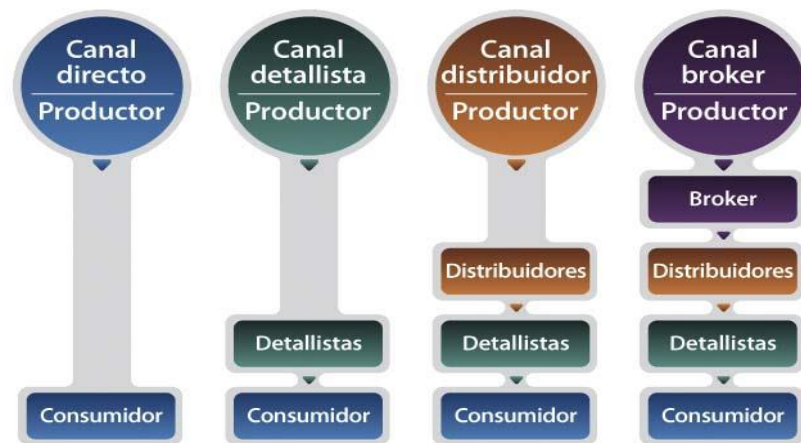 Canal
directo
Productor
Consumidor
Canal
detallista
Productor
Detallistas
Consumidor
Canal
distribuidor
Productor
Distribuidores
Detallistas
Consumidor
Canal
broker
Productor
Broker
Distribuidores
Detallistas
Consumidor